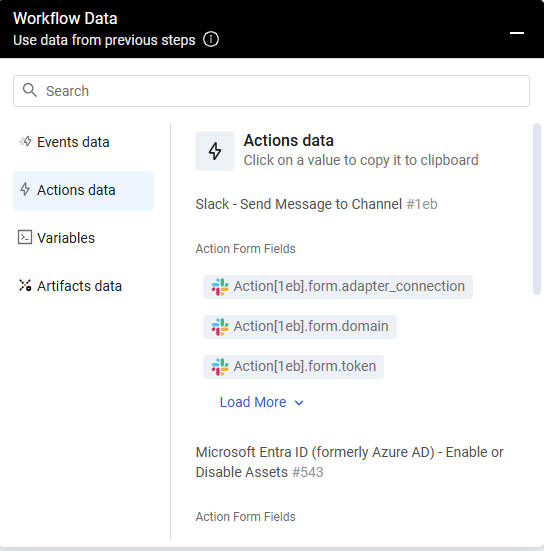 Workflow Data
Use data from previous steps
Search
Events data
Actions data
Variables
Artifacts data
Actions data
Click on a value to copy it to clipboard
Slack - Send Message to Channel #1eb
Action Form Fields
Action[1eb].form.adapter_connection
Action[1eb].form.domain
Action[1eb].form.token
Load More
Microsoft Entra ID (formerly Azure AD) - Enable or
Disable Assets #543
Action Form Fields